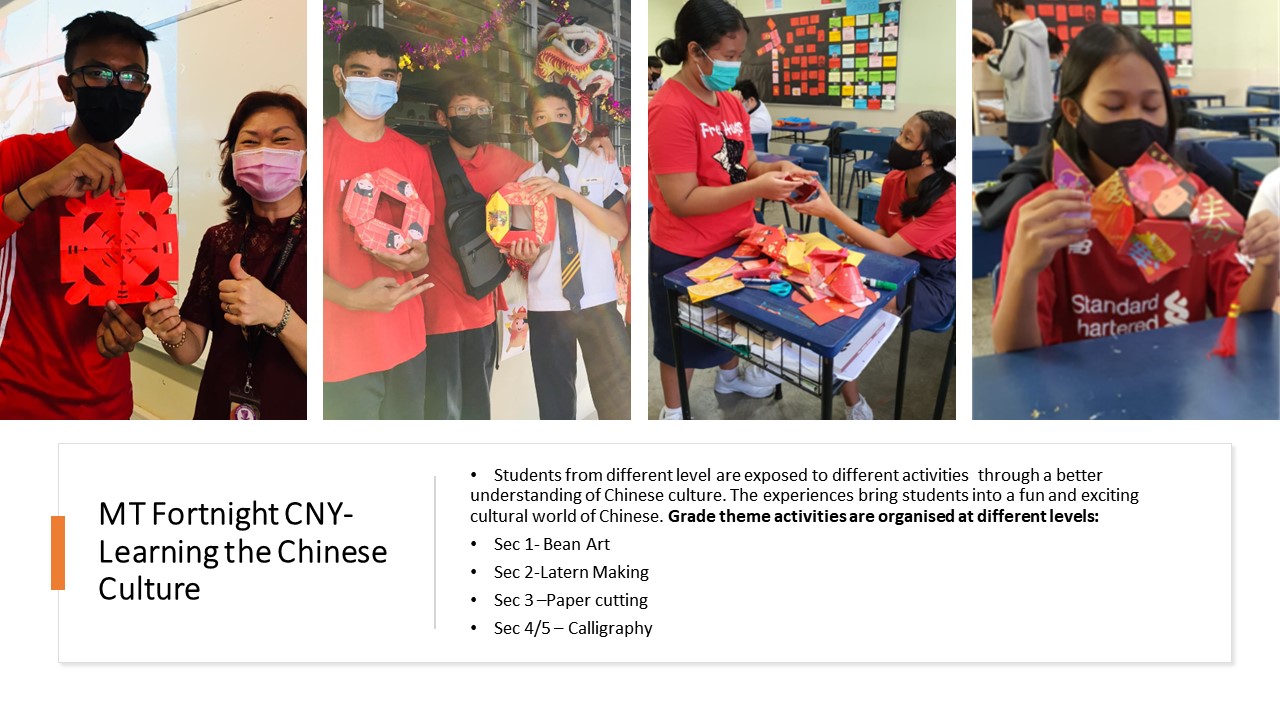 Free Hugs
春
Standard
hartered
MT Fortnight CNY-
Learning the Chinese
Culture
• Students from different level are exposed to different activities through a better
understanding of Chinese culture. The experiences bring students into a fun and exciting
cultural world of Chinese. Grade theme activities are organised at different levels:
• Sec 1- Bean Art
• Sec 2-Latern Making
• Sec 3 –Paper cutting
• Sec 4/5 – Calligraphy